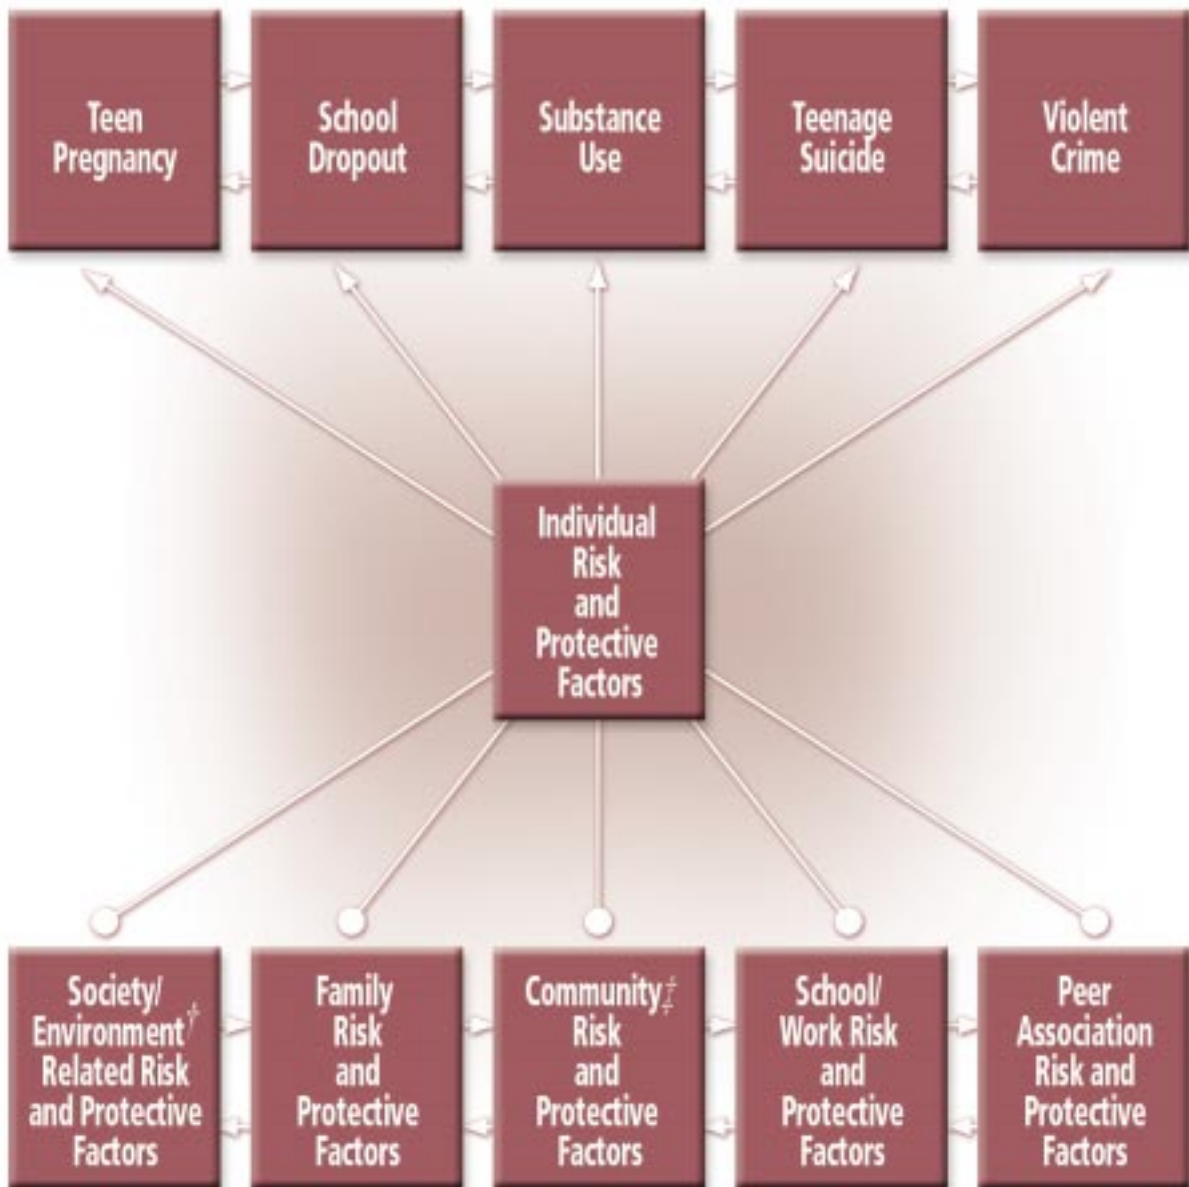 Teen
Pregnancy
School
Dropout
Substance
Use
Teenage
Suicide
Violent
Crime
Individual
Risk
and
Protective
Factors
Society/
Environment†
Related Risk
and Protective
Factors
Family
Risk
and
Protective
Factors
Community‡
Risk
and
Protective
Factors
School/
Work Risk
and
Protective
Factors
Peer
Association
Risk and
Protective
Factors